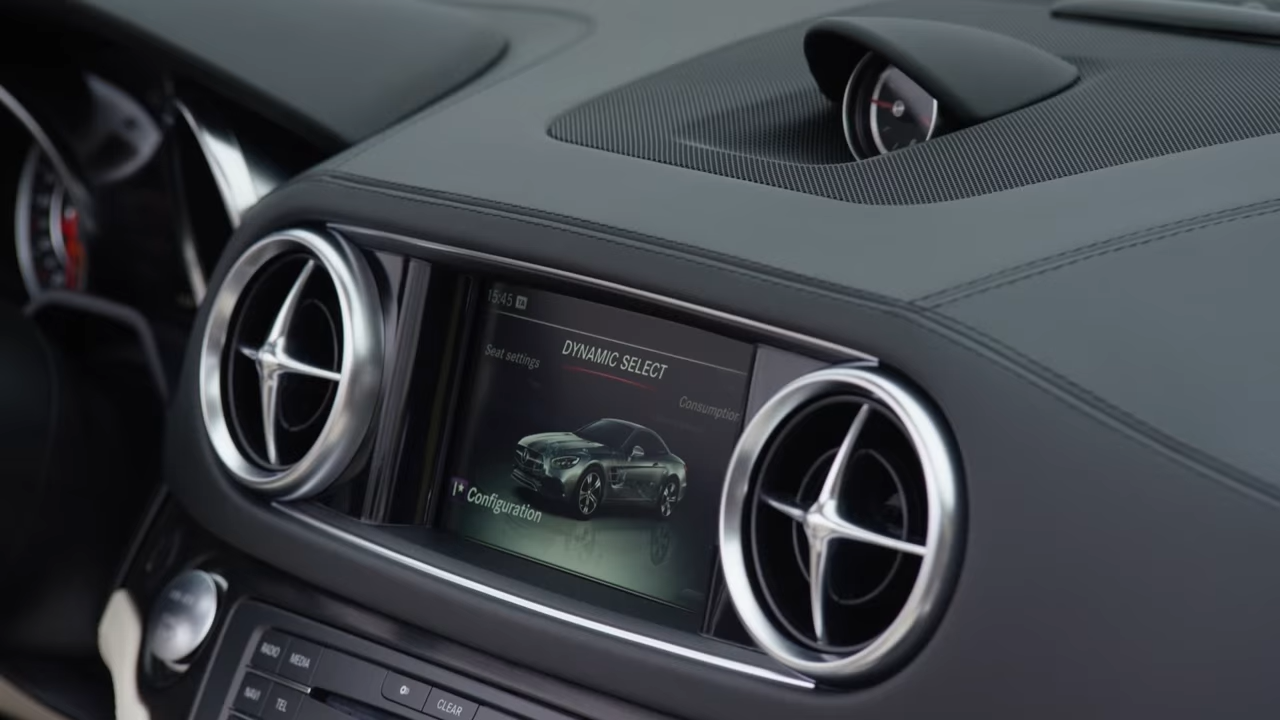 15:45
Seat settings
DYNAMIC SELECT
Consumption
Configuration
RADIO
MEDIA
NAVI
TEL
CLEAR